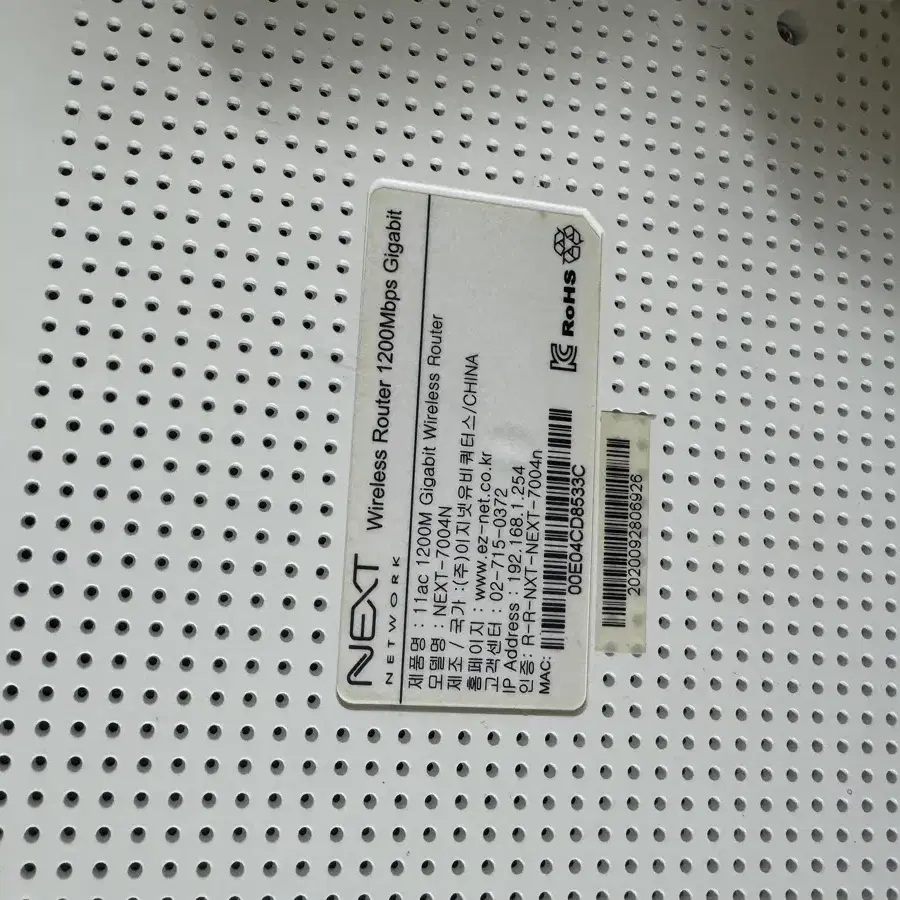 NEXT
NETWORK
Wireless Router 1200Mbps Gigabit
제품명 : 11ac 1200M Gigabit Wireless Router
모델명 : NEXT-7004N
제조 / 국가 : (주)이지넷유비쿼터스/CHINA
홈페이지 : www.ez-net.co.kr
고객센터 : 02-715-0372
IP Address : 192.168.1.254
인증: R-R-NXT-NEXT-7004n
MAC:
00E04CD8533C
RoHS
2020092806926